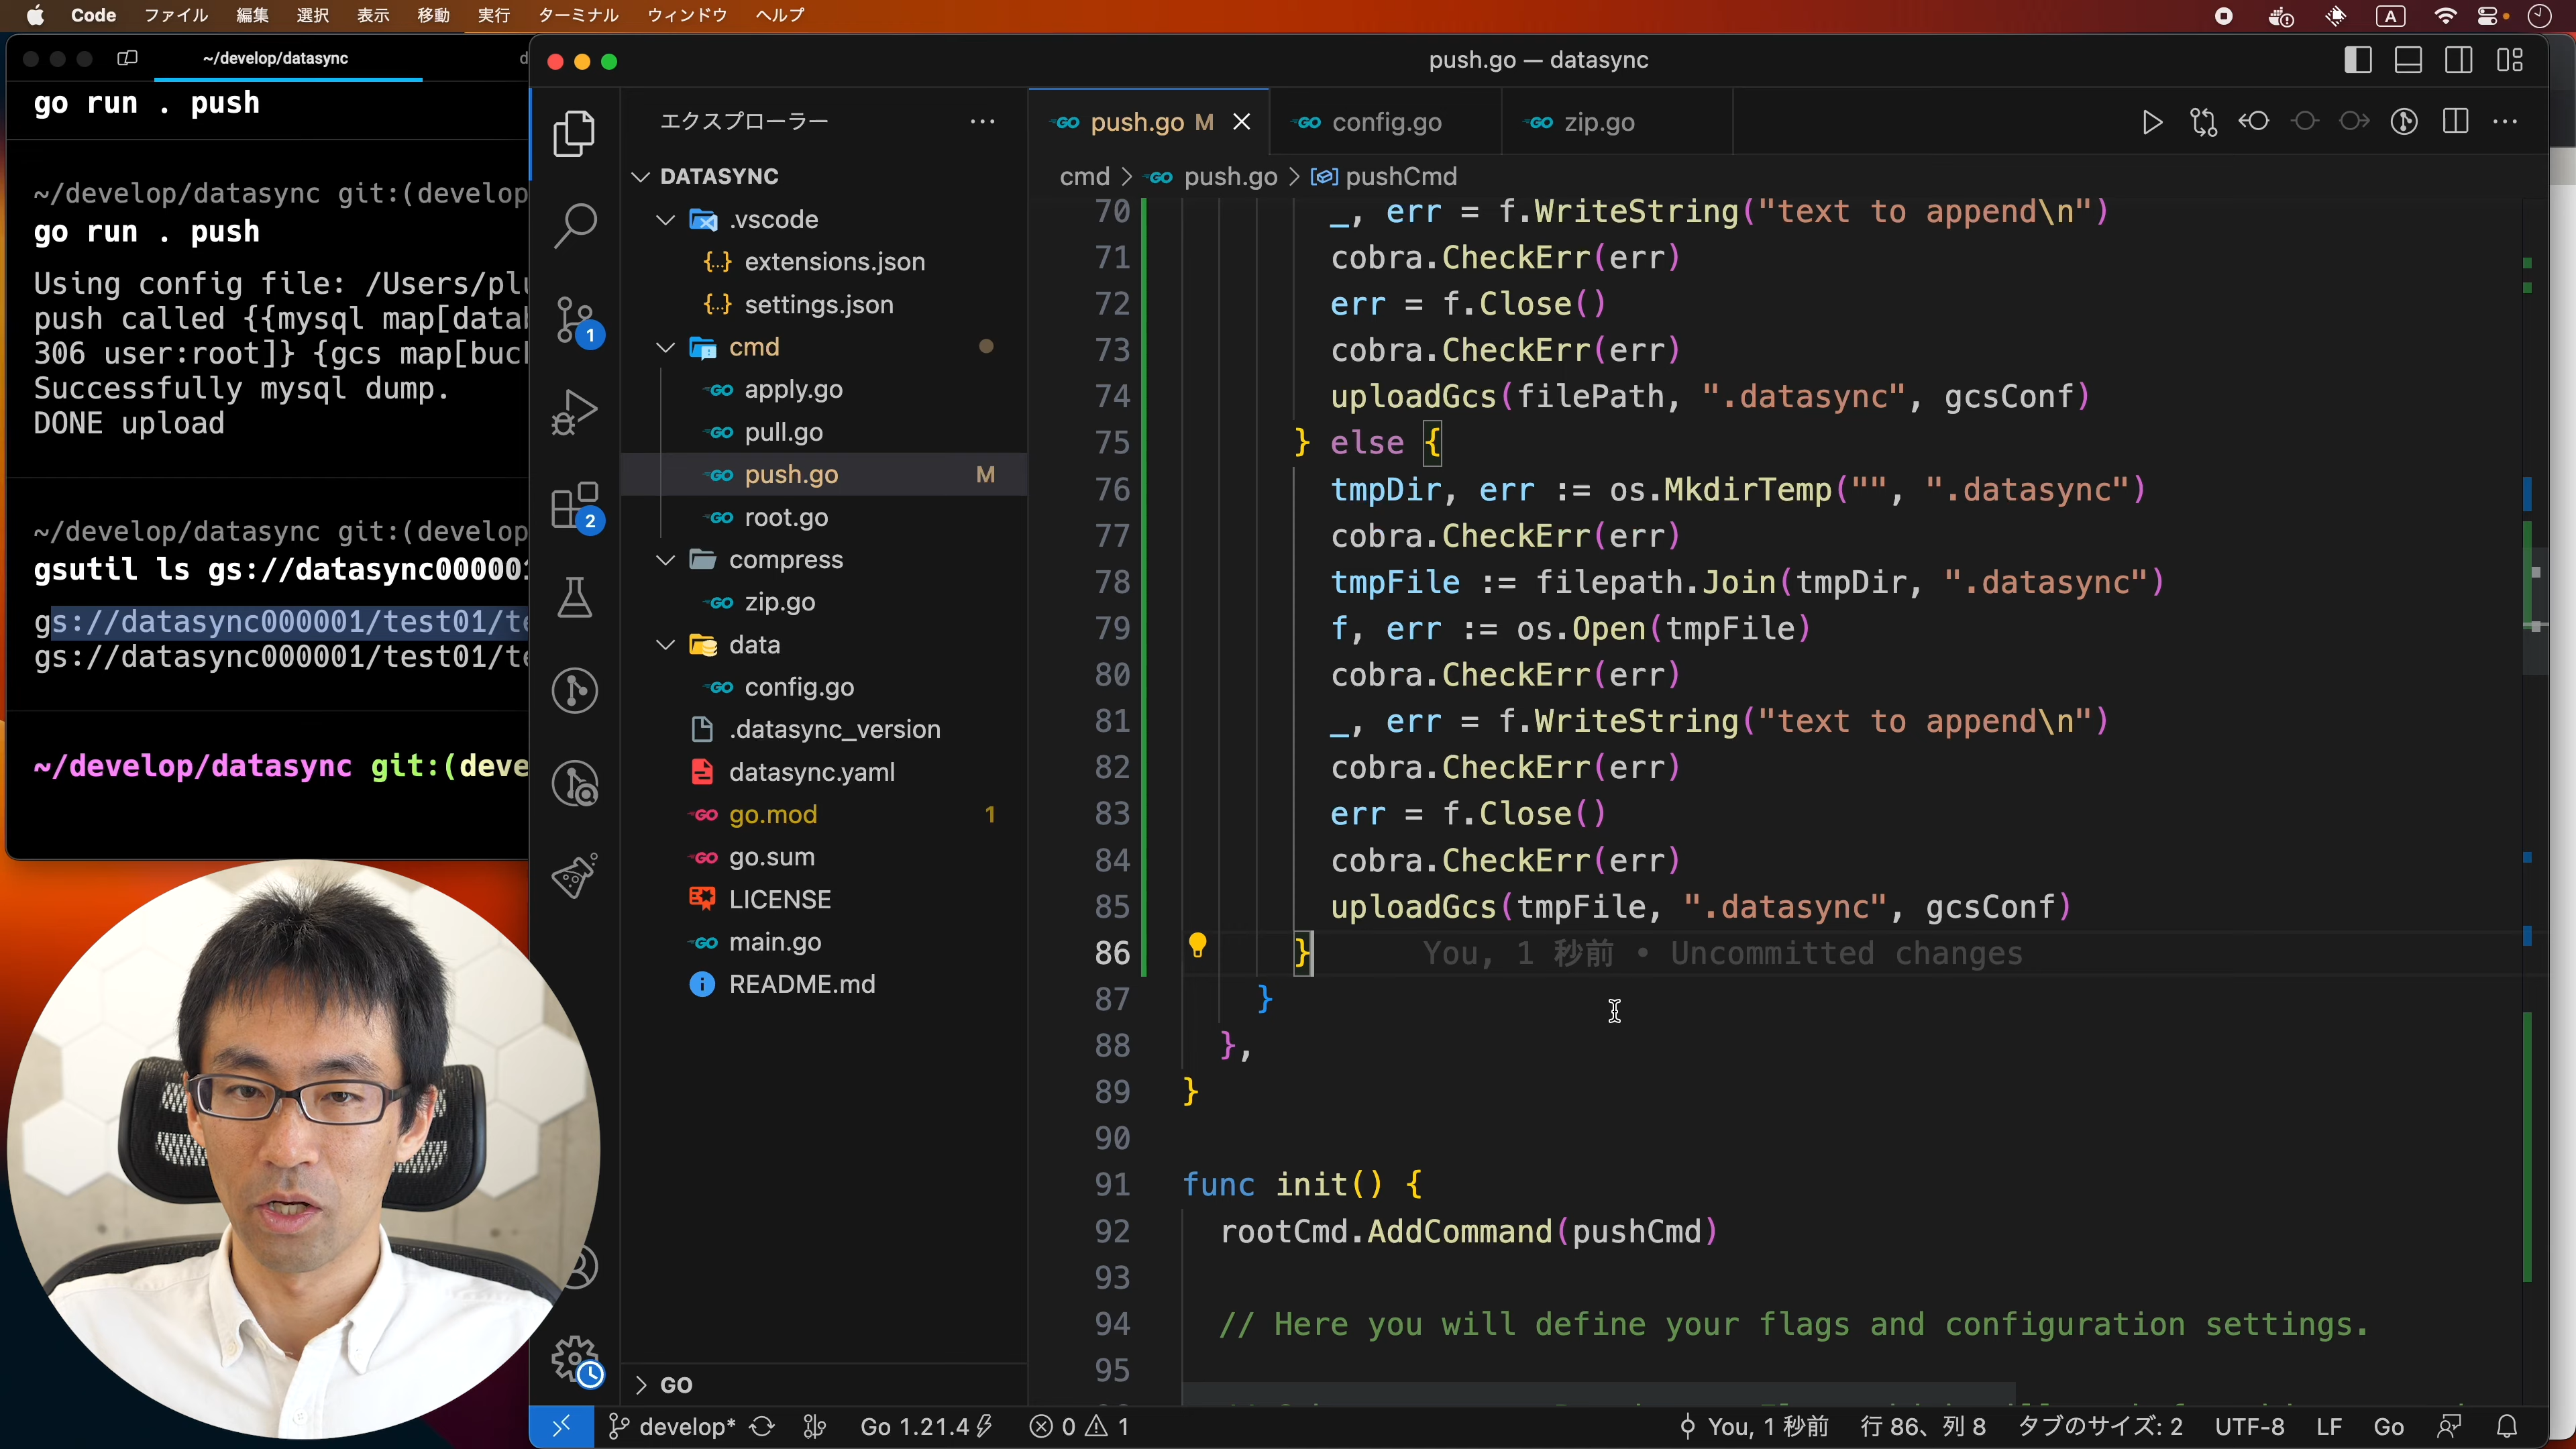 Code ファイル 編集 選択 表示 移動 実行 ターミナル ウィンドウ ヘルプ A
~/develop/datasync
go run . push
~/develop/datasync git:(develop
go run . push
Using config file: /Users/
push called {{mysql
306 user:root]} {gcs
Successfully mysql dump.
DONE upload
~/develop/datasync git:(develop
gsutil ls
gs://datasync000001/test01/
gs://datasync000001/test01/
~/develop/datasync
push.go — datasync
エクスプローラー
DATASYNC
.vscode
extensions.json
settings.json
cmd
apply.go
pull.go
push.go M
root.go
compress
zip.go
data
config.go
.datasync_version
datasync.yaml
go.mod 1
go.sum
LICENSE
main.go
README.md
GO
1
2
push.go M
config.go
zip.go
cmd > push.go > pushCmd
70 _, err = f.WriteString("text to append\n")
71 cobra.CheckErr(err)
72 err = f.Close()
73 cobra.CheckErr(err)
74 uploadGcs(filePath, ".datasync", gcsConf)
75 } else {
76 tmpDir, err := os.MkdirTemp("", ".datasync")
77 cobra.CheckErr(err)
78 tmpFile := filepath.Join(tmpDir, ".datasync")
79 f, err := os.Open(tmpFile)
80 cobra.CheckErr(err)
81 _, err = f.WriteString("text to append\n")
82 cobra.CheckErr(err)
83 err = f.Close()
84 cobra.CheckErr(err)
85 uploadGcs(tmpFile, ".datasync", gcsConf)
86 } You, 1 秒前 • Uncommitted changes
87 }
88 },
89 }
90
91 func init() {
92 rootCmd.AddCommand(pushCmd)
93
94 // Here you will define your flags and configuration settings.
95
develop* Go 1.21.4 0 1 You, 1 秒前 行 86、列 8 タブのサイズ: 2 UTF-8 LF Go